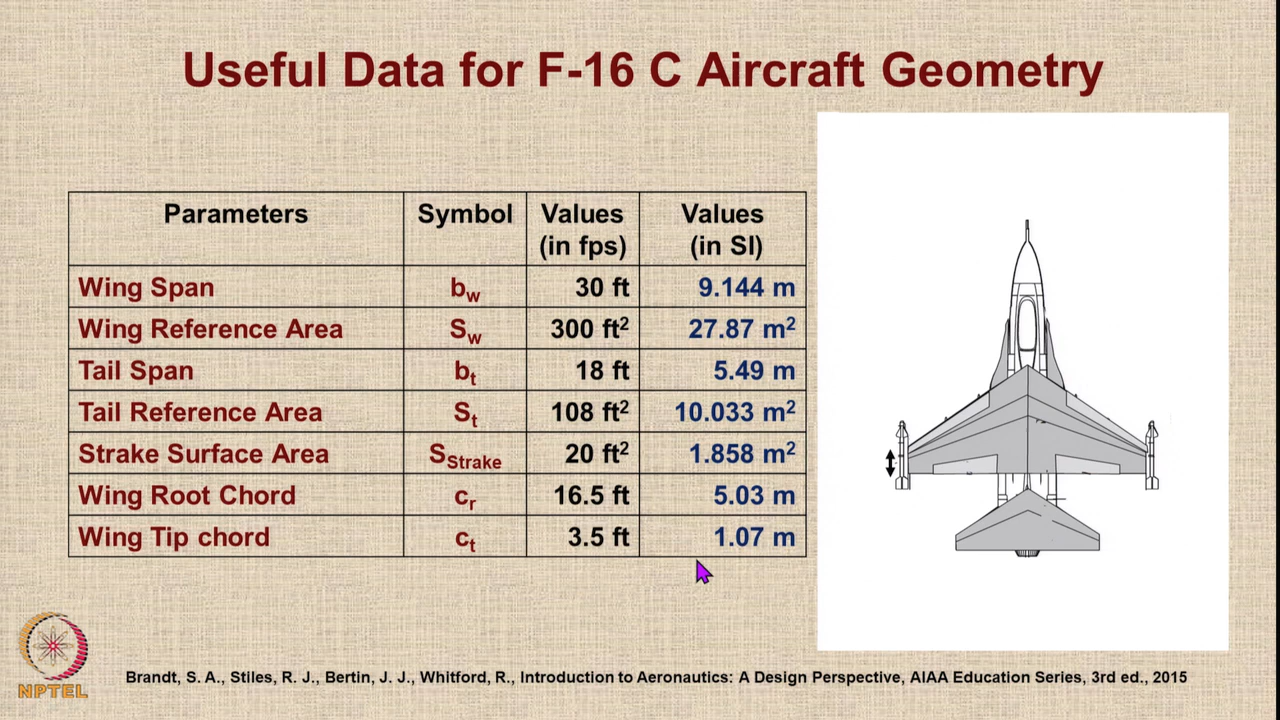 Useful Data for F-16 C Aircraft Geometry
Parameters Symbol Values (in fps) Values (in SI)
Wing Span b_w 30 ft 9.144 m
Wing Reference Area S_w 300 ft² 27.87 m²
Tail Span b_t 18 ft 5.49 m
Tail Reference Area S_t 108 ft² 10.033 m²
Strake Surface Area S_Strake 20 ft² 1.858 m²
Wing Root Chord c_r 16.5 ft 5.03 m
Wing Tip chord c_t 3.5 ft 1.07 m
NPTEL
Brandt, S. A., Stiles, R. J., Bertin, J. J., Whitford, R., Introduction to Aeronautics: A Design Perspective, AIAA Education Series, 3rd ed., 2015